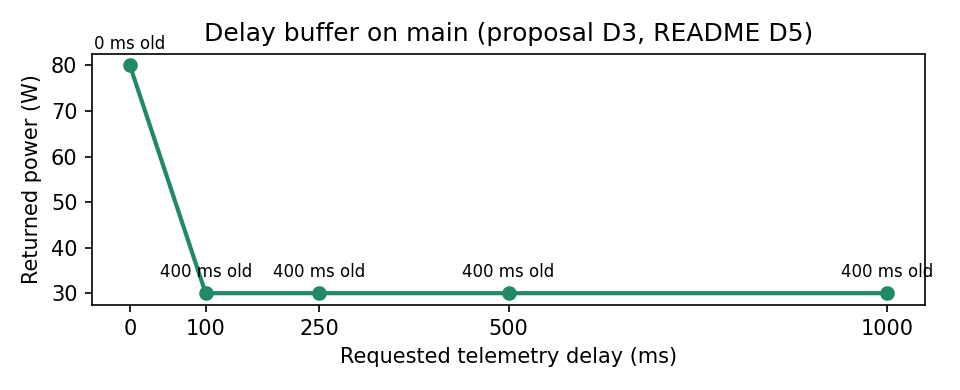 Delay buffer on main (proposal D3, README D5)
0 ms old
Returned power (W)
80
70
60
50
40
30
400 ms old
400 ms old
400 ms old
400 ms old
0
100
250
500
1000
Requested telemetry delay (ms)